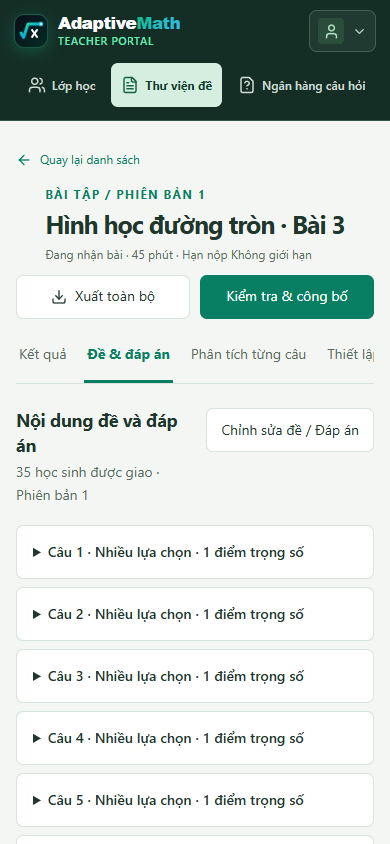 AdaptiveMath
TEACHER PORTAL
Lớp học
Thư viện đề
Ngân hàng câu hỏi
Quay lại danh sách
BÀI TẬP / PHIÊN BẢN 1
Hình học đường tròn · Bài 3
Đang nhận bài · 45 phút · Hạn nộp Không giới hạn
Xuất toàn bộ
Kiểm tra & công bố
Kết quả
Đề & đáp án
Phân tích từng câu
Thiết lập
Nội dung đề và đáp
án
Chỉnh sửa đề / Đáp án
35 học sinh được giao ·
Phiên bản 1
Câu 1 · Nhiều lựa chọn · 1 điểm trọng số
Câu 2 · Nhiều lựa chọn · 1 điểm trọng số
Câu 3 · Nhiều lựa chọn · 1 điểm trọng số
Câu 4 · Nhiều lựa chọn · 1 điểm trọng số
Câu 5 · Nhiều lựa chọn · 1 điểm trọng số